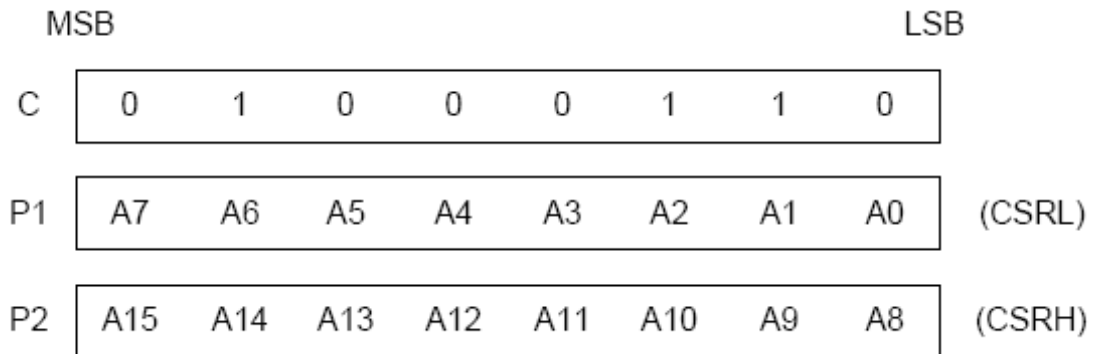 MSB LSB
C 0 1 0 0 0 1 1 0
P1 A7 A6 A5 A4 A3 A2 A1 A0 (CSRL)
P2 A15 A14 A13 A12 A11 A10 A9 A8 (CSRH)